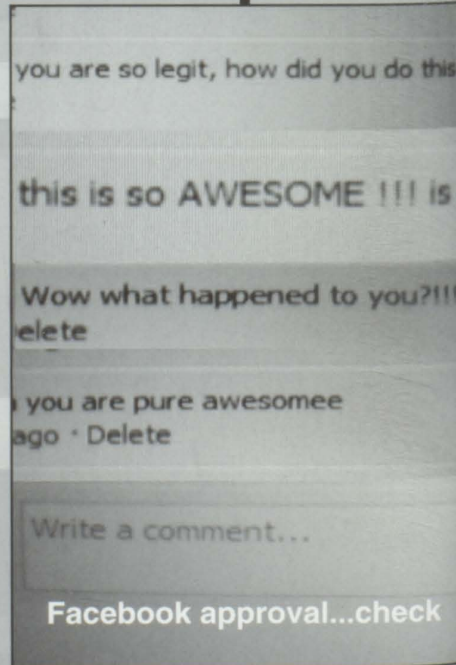 you are so legit, how did you do this
this is so AWESOME !!! is
Wow what happened to you?!!!
elete
you are pure awesomee
ago · Delete
Write a comment...
Facebook approval...check